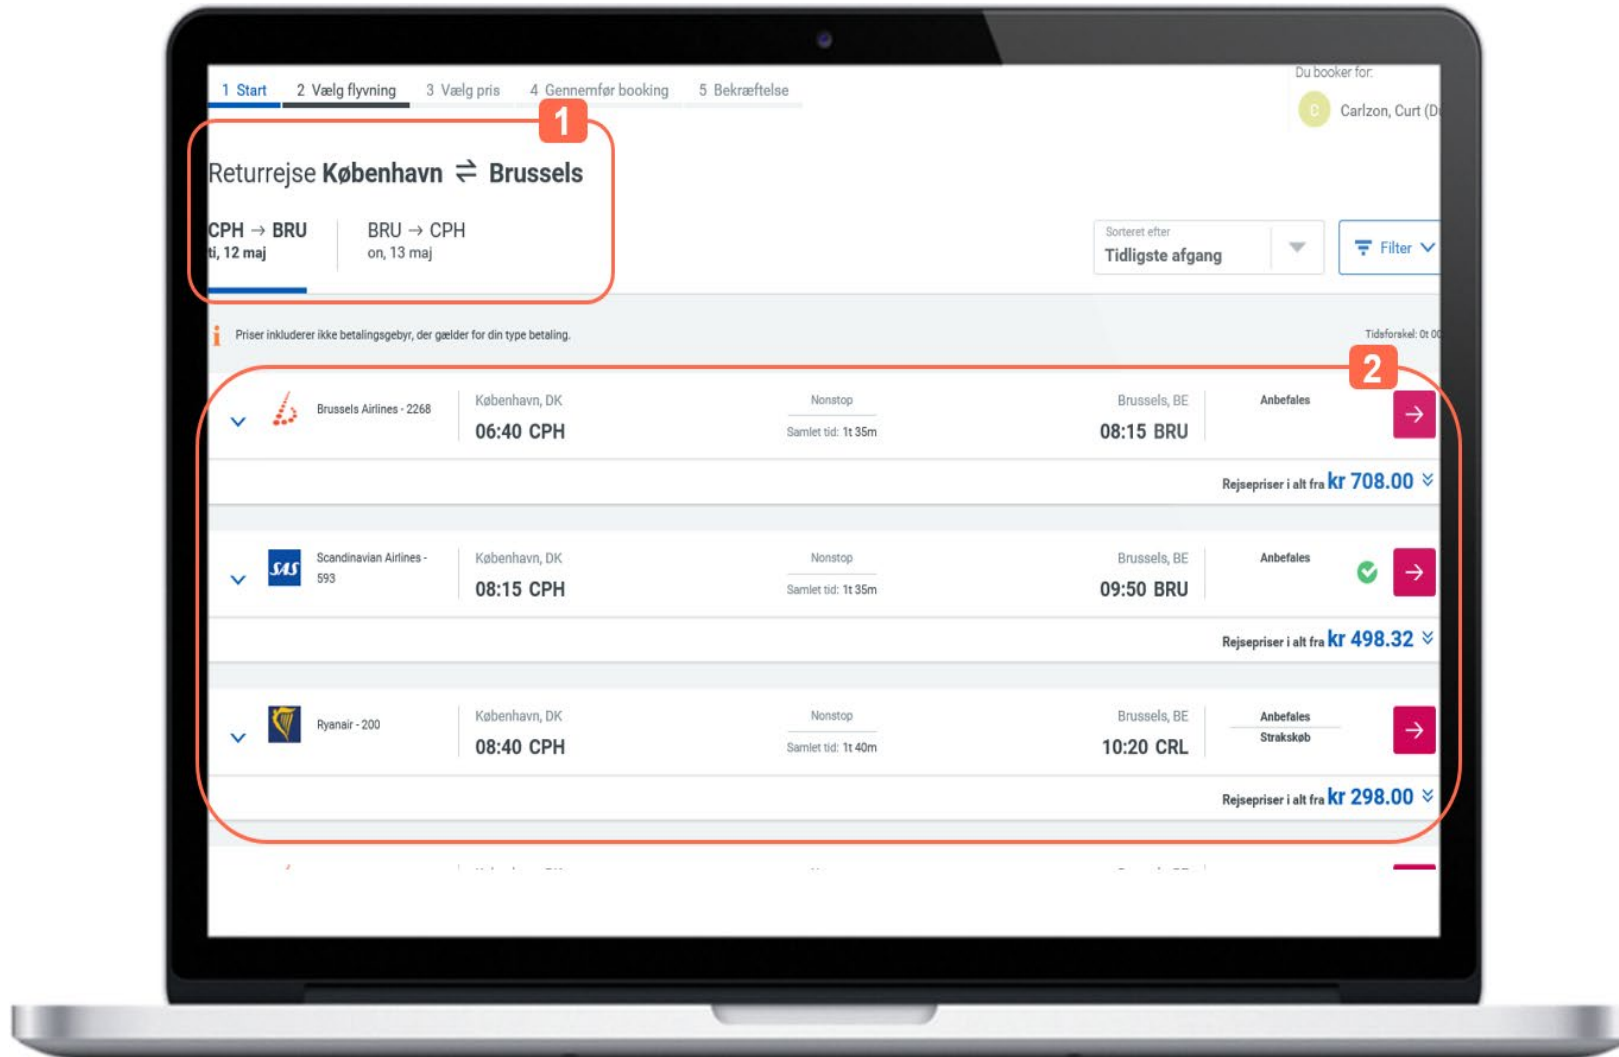 1 Start 2 Vælg flyvning 3 Vælg pris 4 Gennemfør booking 5 Bekræftelse
Du booker for:
C Carlzon, Curt (D
1
Returrejse København ⇌ Brussels
CPH → BRU BRU → CPH
ti, 12 maj on, 13 maj
Sorteret efter
Tidligste afgang
Filter
i Priser inkluderer ikke betalingsgebyr, der gælder for din type betaling.
Tidsforskel: 0t 00
2
Brussels Airlines - 2268 København, DK Nonstop Brussels, BE Anbefales
06:40 CPH Samlet tid: 1t 35m 08:15 BRU
Rejsepriser i alt fra kr 708.00
SAS Scandinavian Airlines - København, DK Nonstop Brussels, BE Anbefales
593 08:15 CPH Samlet tid: 1t 35m 09:50 BRU
Rejsepriser i alt fra kr 498.32
Ryanair - 200 København, DK Nonstop Brussels, BE Anbefales
08:40 CPH Samlet tid: 1t 40m 10:20 CRL Strakskøb
Rejsepriser i alt fra kr 298.00